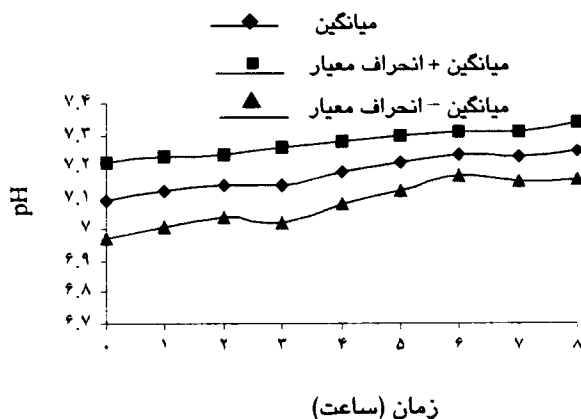 میانگین
میانگین + انحراف معیار
میانگین − انحراف معیار
۷.۴
۷.۳
۷.۲
۷.۱
۷
۶.۹
۶.۸
۶.۷
pH
۰ ۱ ۲ ۳ ۴ ۵ ۶ ۷ ۸
زمان (ساعت)